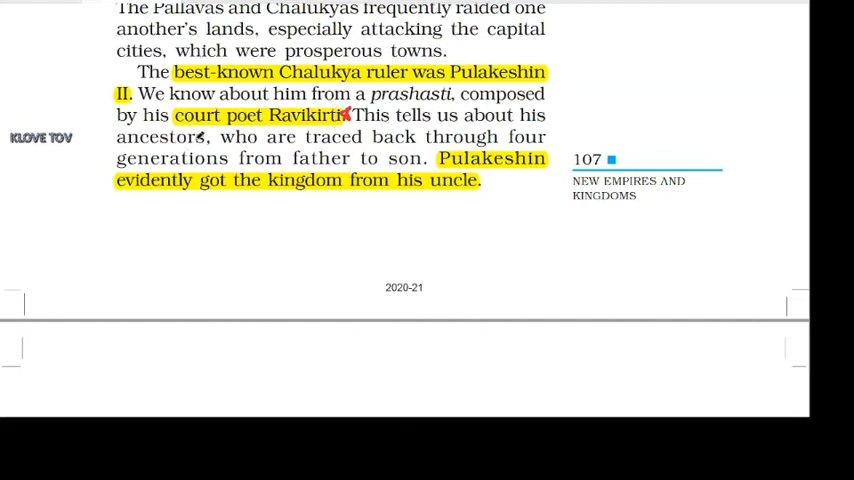 The Pallavas and Chalukyas frequently raided one
another's lands, especially attacking the capital
cities, which were prosperous towns.
The best-known Chalukya ruler was Pulakeshin
II. We know about him from a prashasti, composed
by his court poet Ravikirti. This tells us about his
ancestors, who are traced back through four
generations from father to son. Pulakeshin
evidently got the kingdom from his uncle.
KLOVE TOV
107
NEW EMPIRES AND
KINGDOMS
2020-21